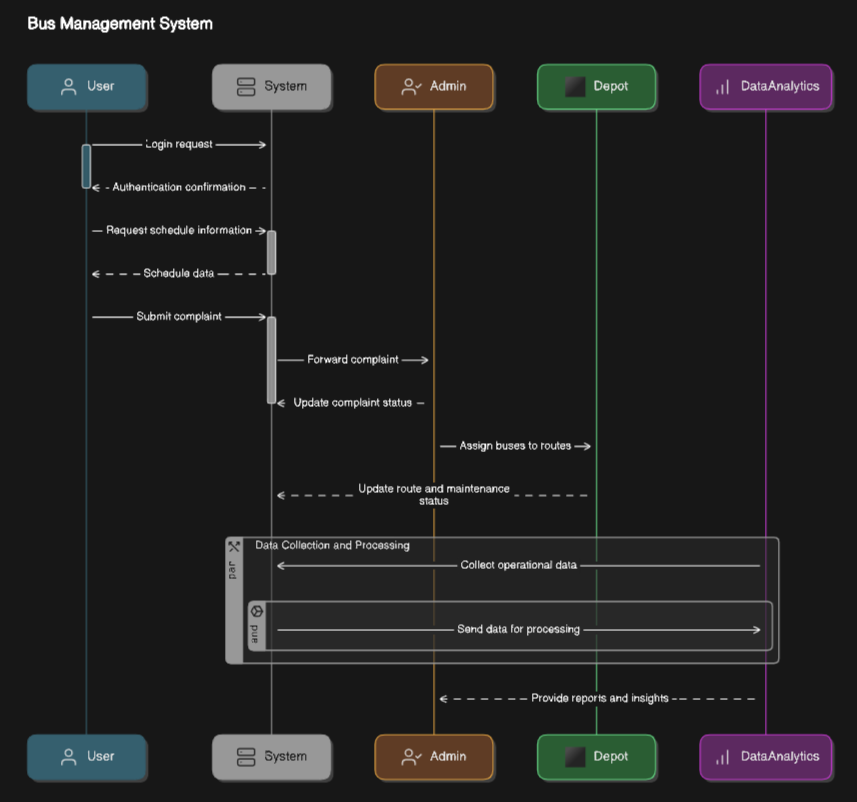 Bus Management System
User
System
Admin
Depot
DataAnalytics
Login request
Authentication confirmation
Request schedule information
Schedule data
Submit complaint
Forward complaint
Update complaint status
Assign buses to routes
Update route and maintenance
status
par
Data Collection and Processing
Collect operational data
and
Send data for processing
Provide reports and insights
User
System
Admin
Depot
DataAnalytics